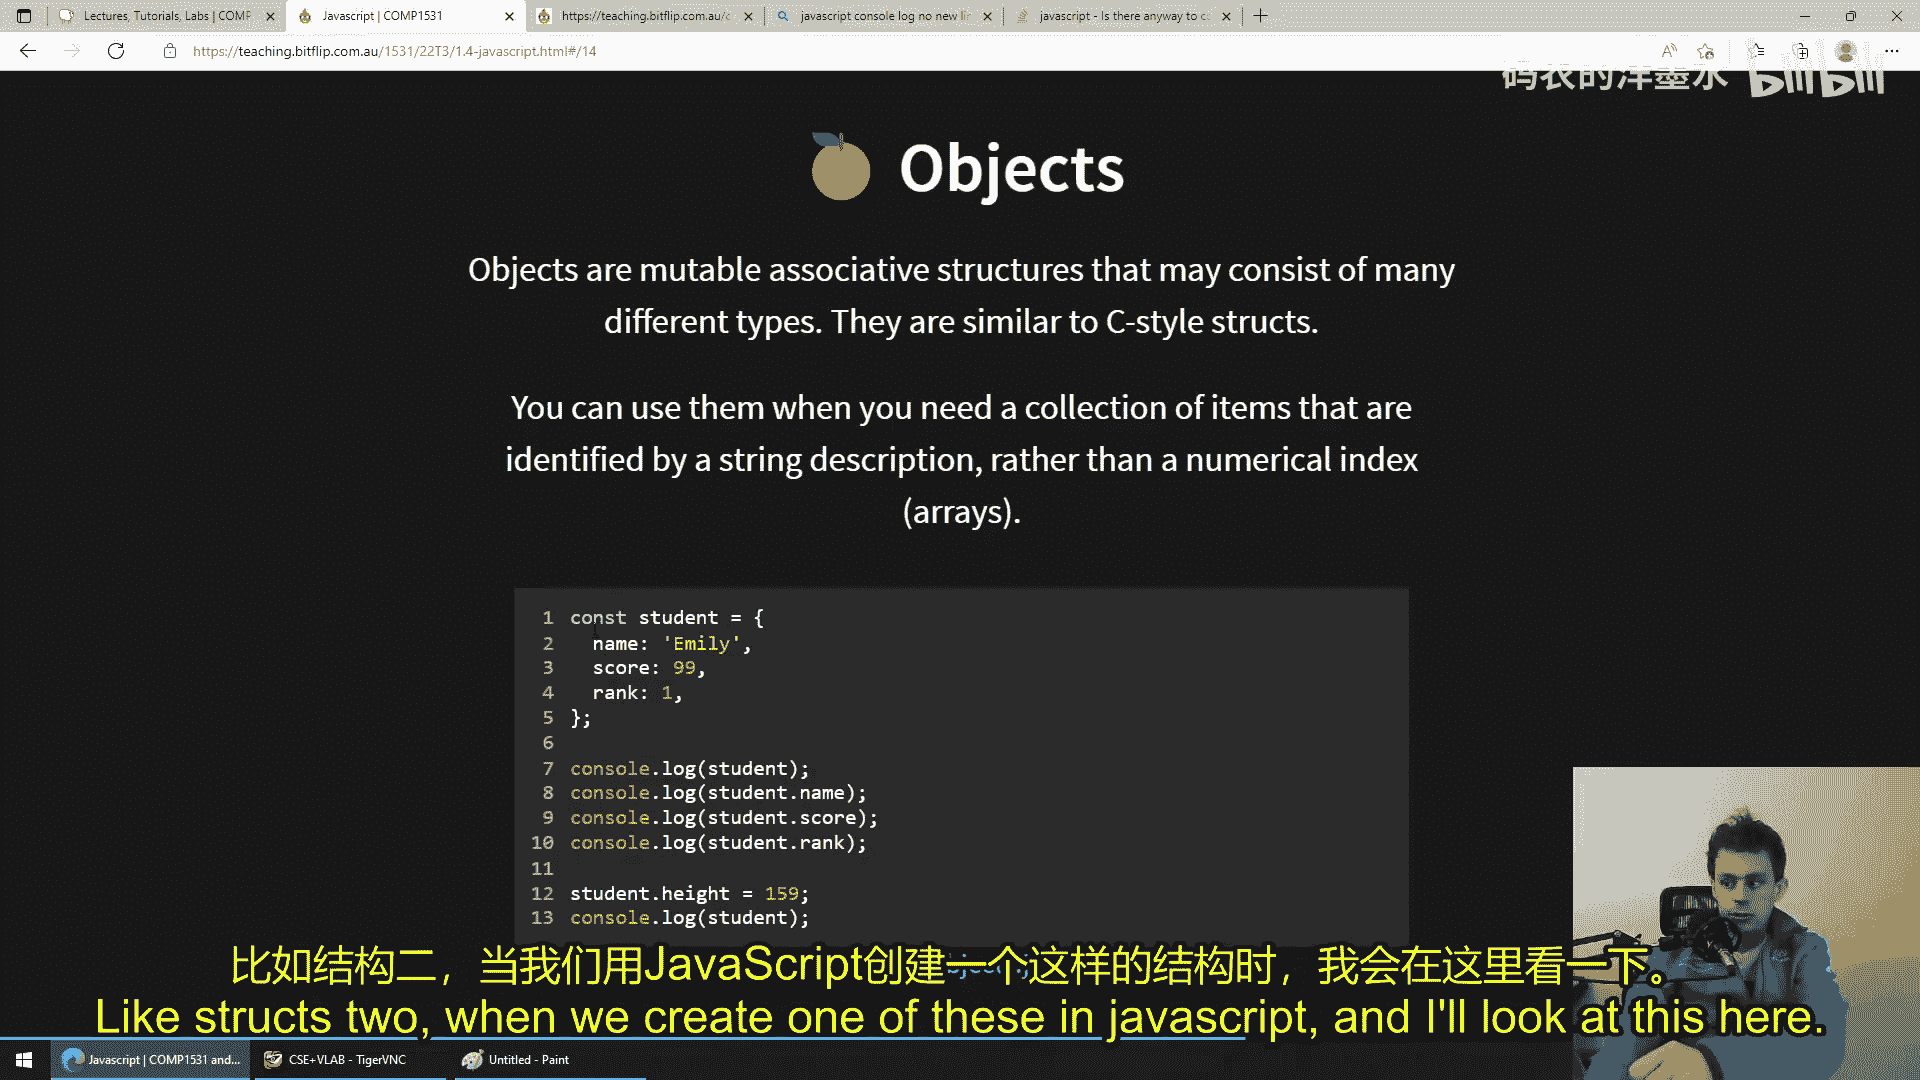 Lectures, Tutorials, Labs | COMP
Javascript | COMP1531
https://teaching.bitflip.com.au/c
javascript console log no new lin
javascript - Is there anyway to co
https://teaching.bitflip.com.au/1531/22T3/1.4-javascript.html#/14
码农的洋墨水 bilibili
Objects
Objects are mutable associative structures that may consist of many
different types. They are similar to C-style structs.
You can use them when you need a collection of items that are
identified by a string description, rather than a numerical index
(arrays).
1 const student = {
2 name: 'Emily',
3 score: 99,
4 rank: 1,
5 };
6
7 console.log(student);
8 console.log(student.name);
9 console.log(student.score);
10 console.log(student.rank);
11
12 student.height = 159;
13 console.log(student);
比如结构二，当我们用JavaScript创建一个这样的结构时，我会在这里看一下。
Like structs two, when we create one of these in javascript, and I'll look at this here.
Javascript | COMP1531 and...
CSE+VLAB - TigerVNC
Untitled - Paint